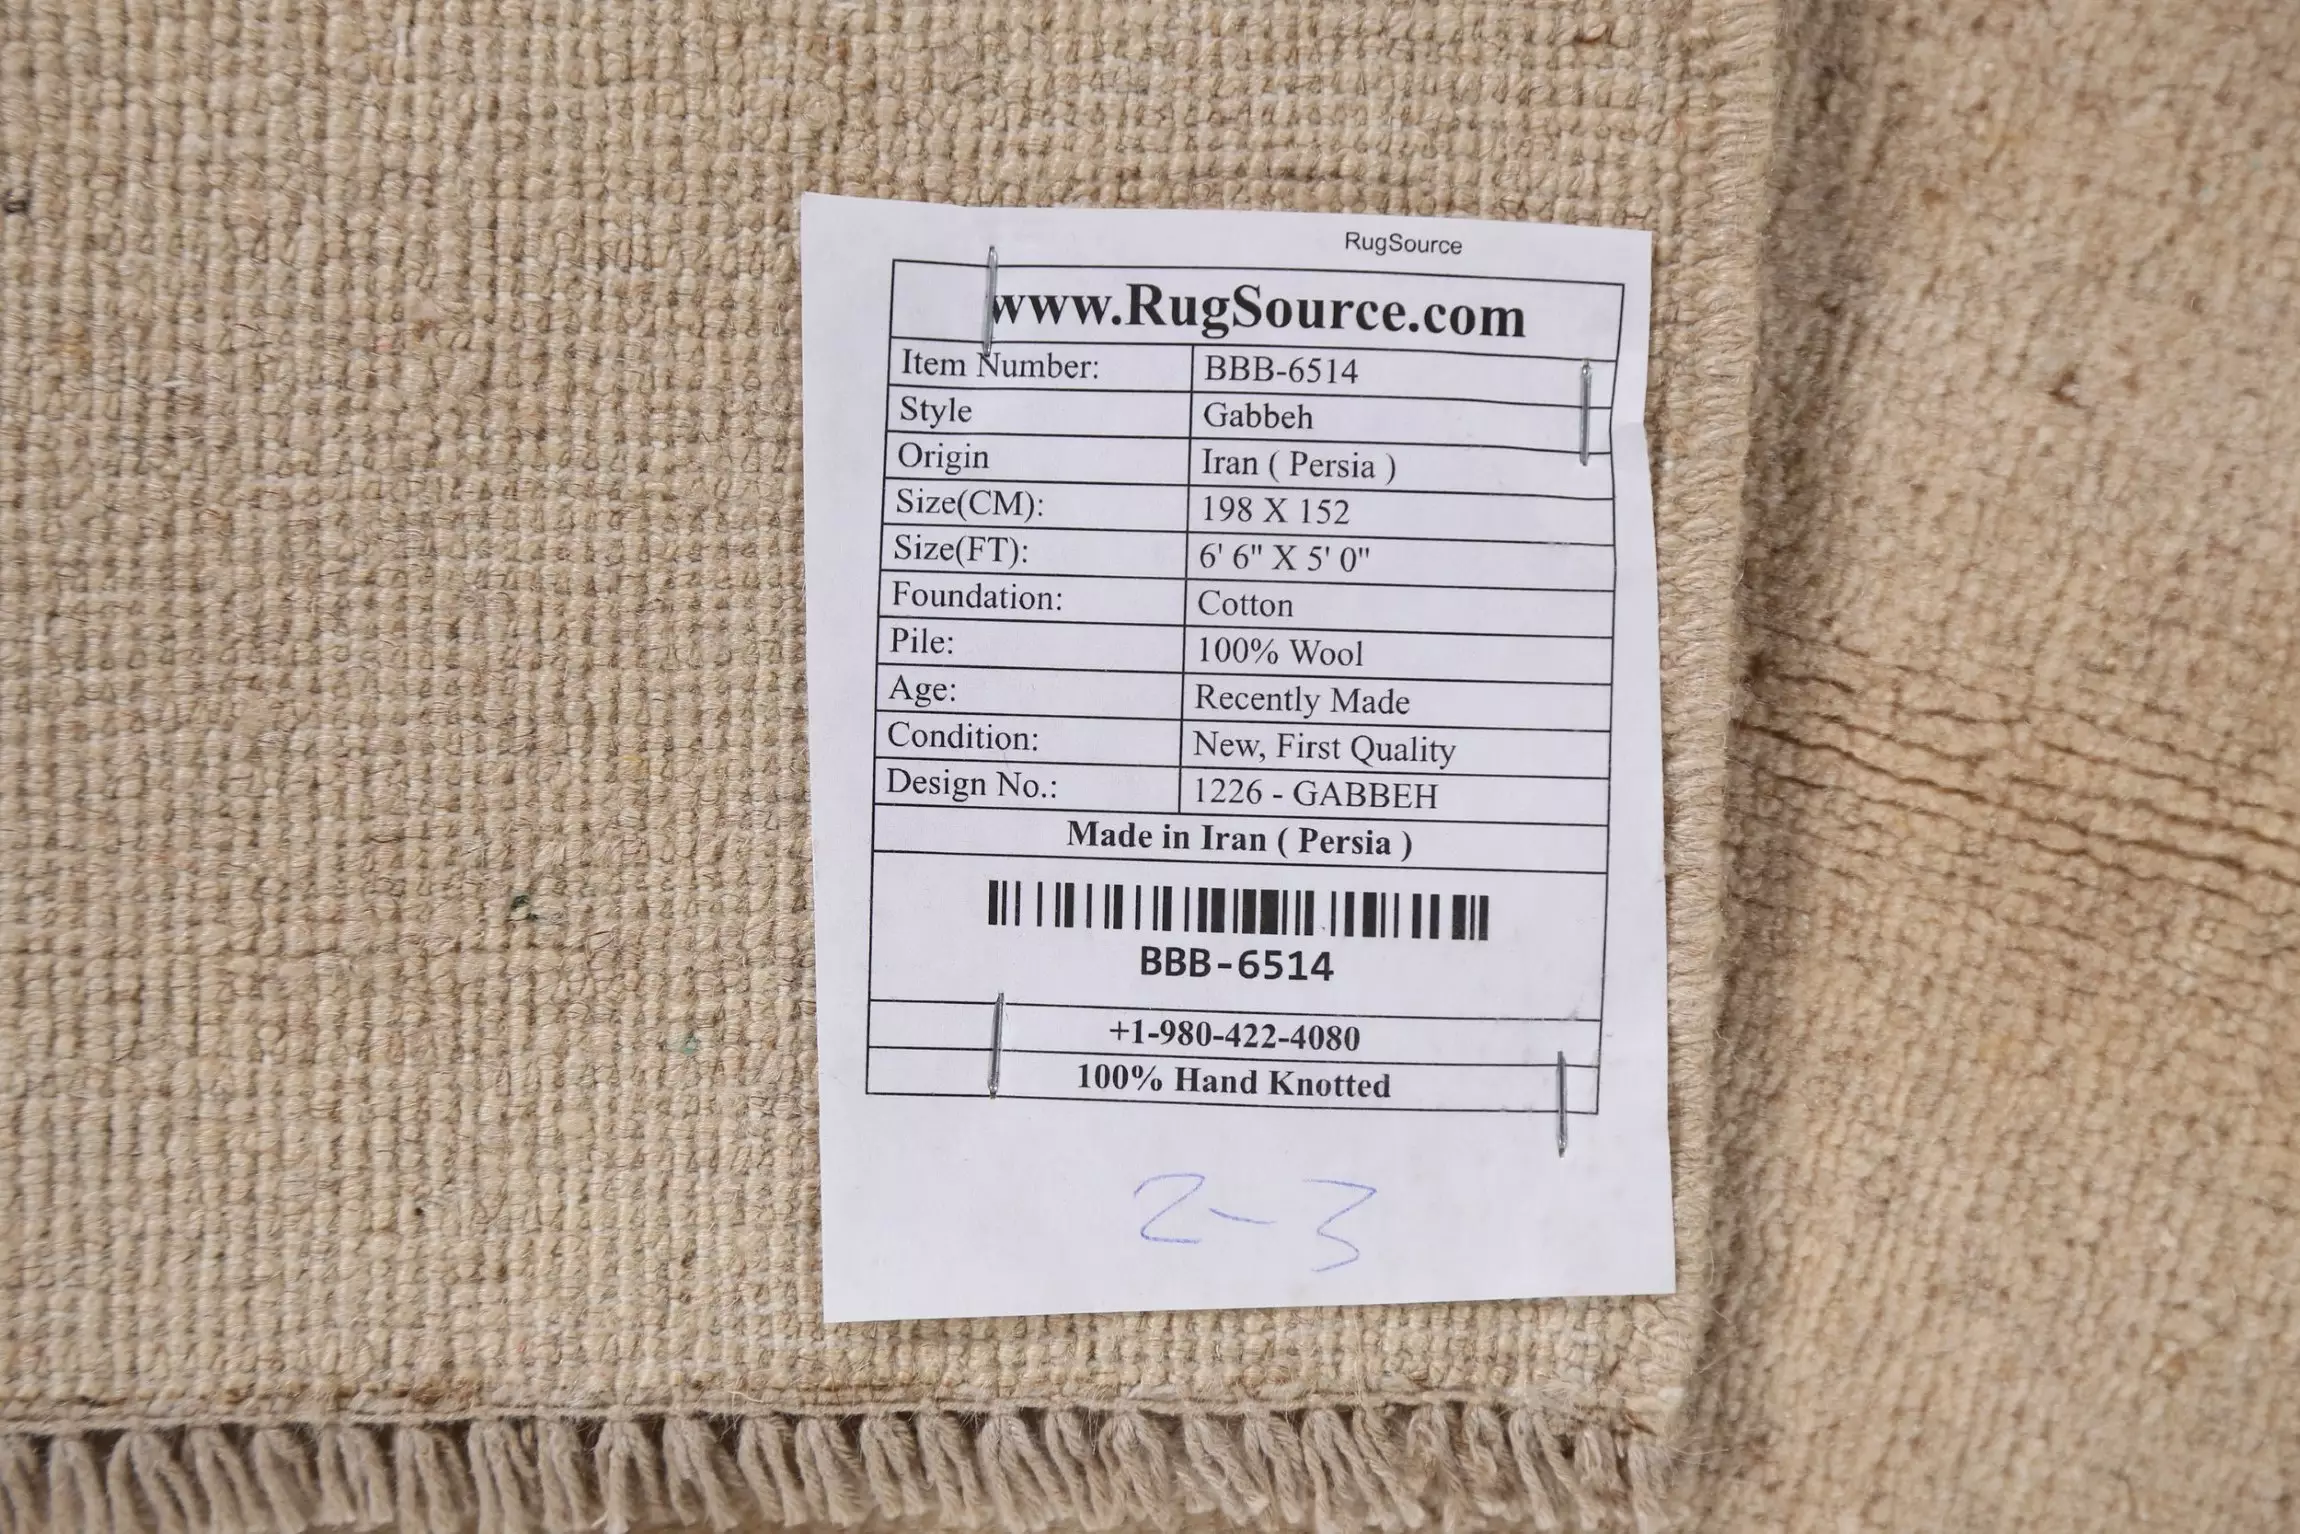 RugSource
www.RugSource.com
Item Number: BBB-6514
Style Gabbeh
Origin Iran ( Persia )
Size(CM): 198 X 152
Size(FT): 6' 6" X 5' 0"
Foundation: Cotton
Pile: 100% Wool
Age: Recently Made
Condition: New, First Quality
Design No.: 1226 - GABBEH
Made in Iran ( Persia )
BBB-6514
+1-980-422-4080
100% Hand Knotted
2-3